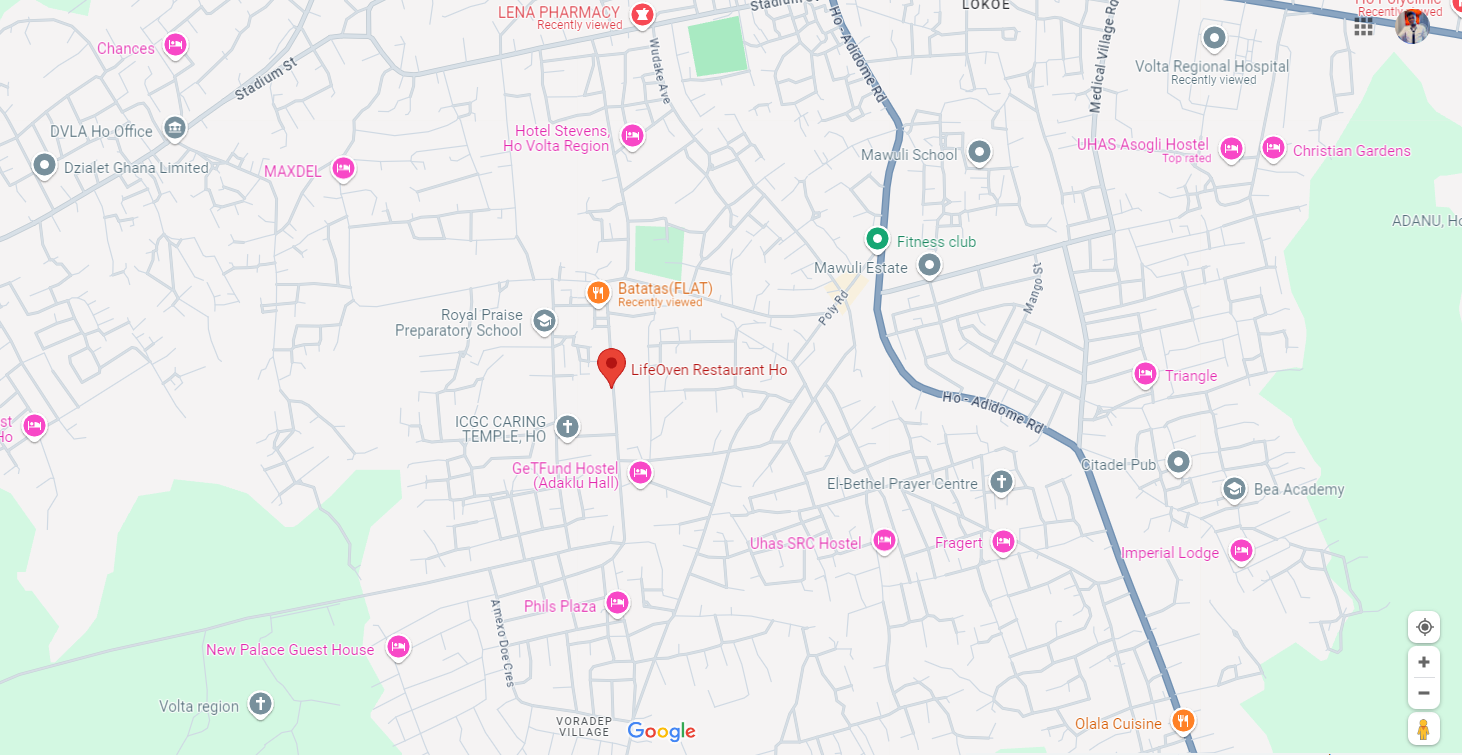 LENA PHARMACY
Recently viewed
Stadium St
LOKOE
Ho Polyclinic
Recently viewed
Chances
Stadium St
Wudake Ave
Ho - Adidome Rd
Medical Village Rd
Volta Regional Hospital
Recently viewed
DVLA Ho Office
Dzialet Ghana Limited
MAXDEL
Hotel Stevens,
Ho Volta Region
Mawuli School
UHAS Asogli Hostel
Top rated
Christian Gardens
ADANU, Ho
Fitness club
Mawuli Estate
Mango St
Poly Rd
Batatas(FLAT)
Recently viewed
Royal Praise
Preparatory School
LifeOven Restaurant Ho
Triangle
Ho - Adidome Rd
st
Ho
ICGC CARING
TEMPLE, HO
GeTFund Hostel
(Adaklu Hall)
El-Bethel Prayer Centre
Citadel Pub
Bea Academy
Uhas SRC Hostel
Fragert
Imperial Lodge
Phils Plaza
Amexo Doe Cres
New Palace Guest House
Volta region
VORADEP
VILLAGE
Google
Olala Cuisine